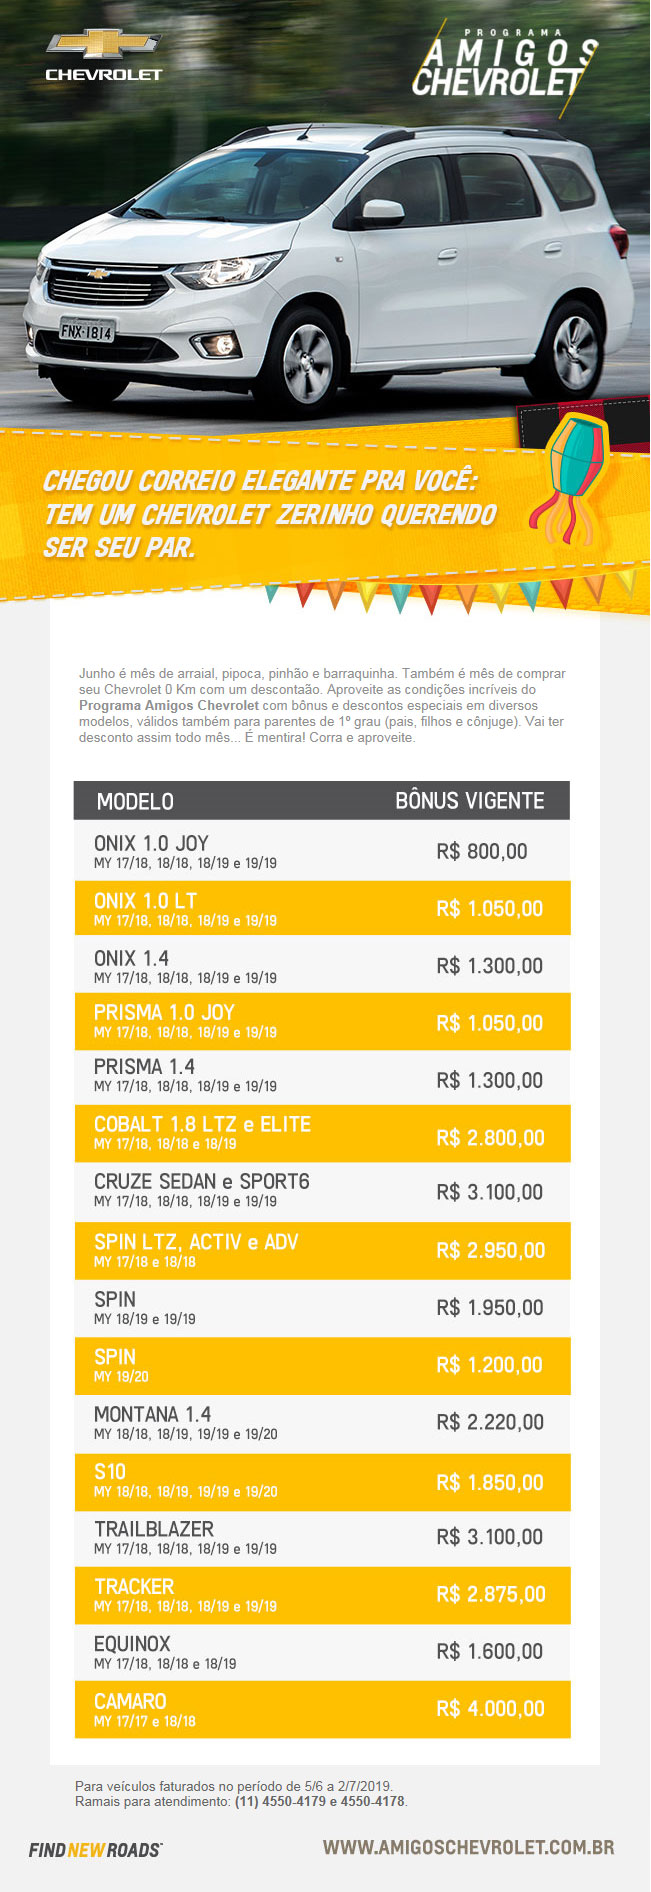 CHEVROLET
PROGRAMA
AMIGOS
CHEVROLET
FNX-1814
CHEGOU CORREIO ELEGANTE PRA VOCÊ:
TEM UM CHEVROLET ZERINHO QUERENDO
SER SEU PAR.
Junho é mês de arraial, pipoca, pinhão e barraquinha. Também é mês de comprar
seu Chevrolet 0 Km com um descontaão. Aproveite as condições incríveis do
Programa Amigos Chevrolet com bônus e descontos especiais em diversos
modelos, válidos também para parentes de 1º grau (pais, filhos e cônjuge). Vai ter
desconto assim todo mês... É mentira! Corra e aproveite.
MODELO BÔNUS VIGENTE
ONIX 1.0 JOY
MY 17/18, 18/18, 18/19 e 19/19
R$ 800,00
ONIX 1.0 LT
MY 17/18, 18/18, 18/19 e 19/19
R$ 1.050,00
ONIX 1.4
MY 17/18, 18/18, 18/19 e 19/19
R$ 1.300,00
PRISMA 1.0 JOY
MY 17/18, 18/18, 18/19 e 19/19
R$ 1.050,00
PRISMA 1.4
MY 17/18, 18/18, 18/19 e 19/19
R$ 1.300,00
COBALT 1.8 LTZ e ELITE
MY 17/18, 18/18 e 18/19
R$ 2.800,00
CRUZE SEDAN e SPORT6
MY 17/18, 18/18, 18/19 e 19/19
R$ 3.100,00
SPIN LTZ, ACTIV e ADV
MY 17/18 e 18/18
R$ 2.950,00
SPIN
MY 18/19 e 19/19
R$ 1.950,00
SPIN
MY 19/20
R$ 1.200,00
MONTANA 1.4
MY 18/18, 18/19, 19/19 e 19/20
R$ 2.220,00
S10
MY 18/18, 18/19, 19/19 e 19/20
R$ 1.850,00
TRAILBLAZER
MY 17/18, 18/18, 18/19 e 19/19
R$ 3.100,00
TRACKER
MY 17/18, 18/18, 18/19 e 19/19
R$ 2.875,00
EQUINOX
MY 17/18, 18/18 e 18/19
R$ 1.600,00
CAMARO
MY 17/17 e 18/18
R$ 4.000,00
Para veículos faturados no período de 5/6 a 2/7/2019.
Ramais para atendimento: (11) 4550-4179 e 4550-4178.
FIND NEW ROADS™ WWW.AMIGOSCHEVROLET.COM.BR